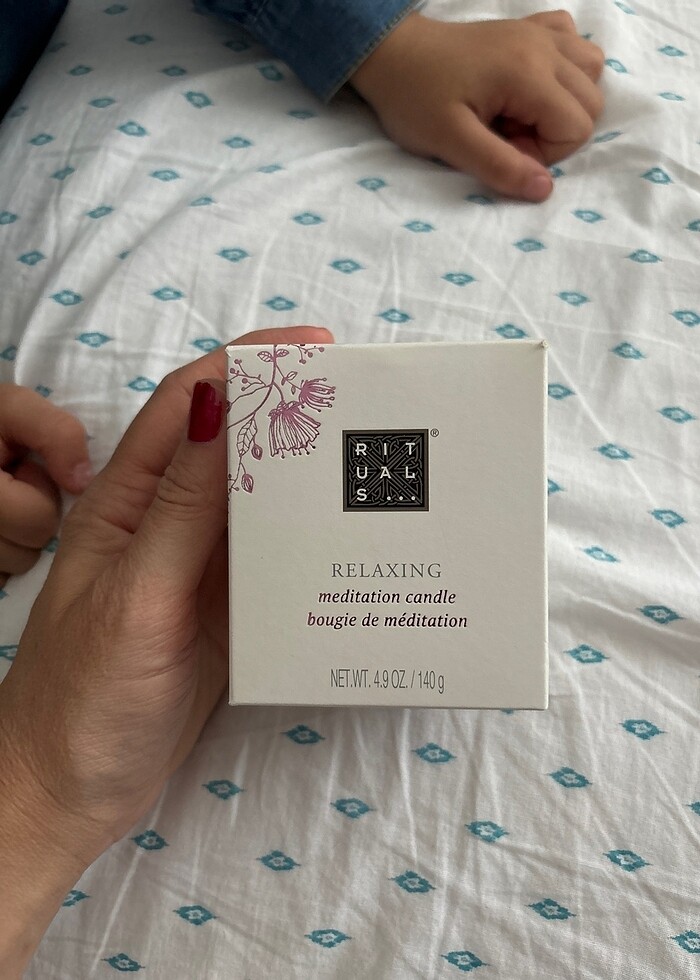 RIT
UAL
S...
®
RELAXING
meditation candle
bougie de méditation
NET.WT. 4.9 OZ. / 140 g